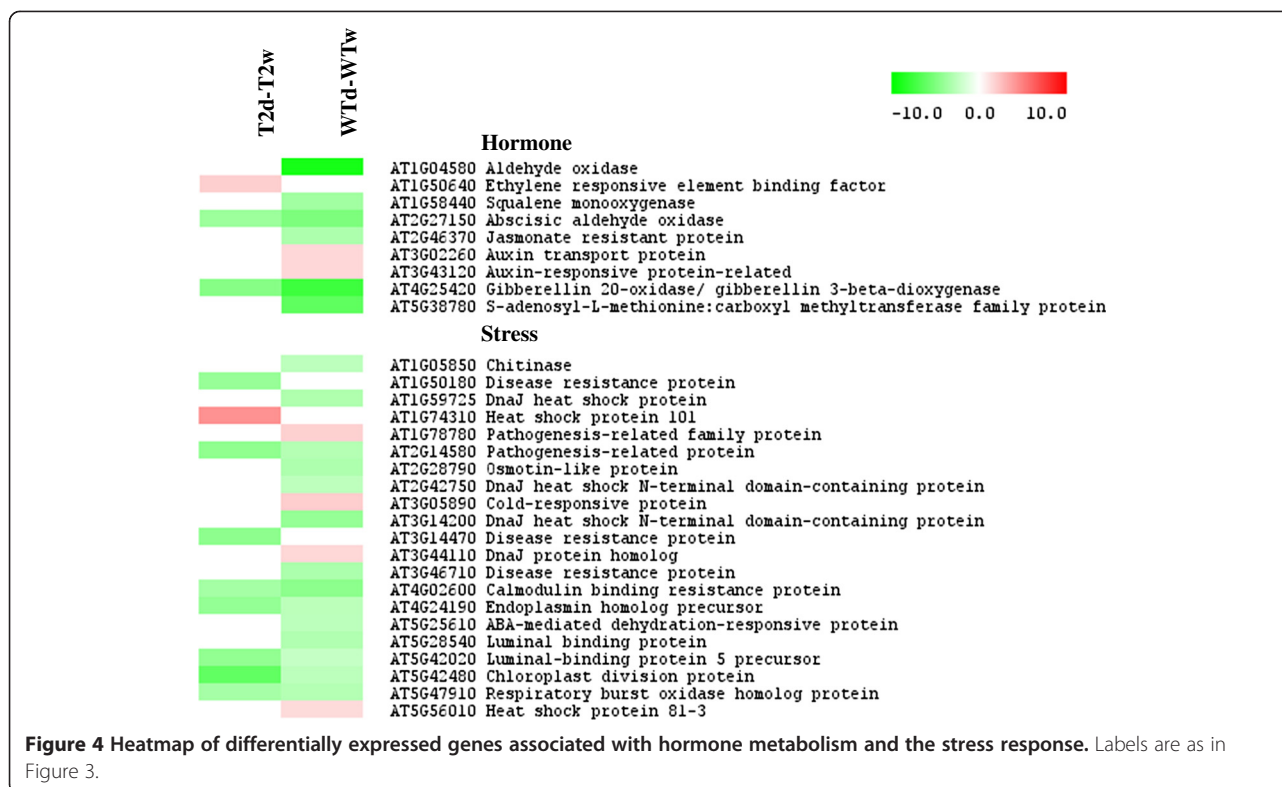 T2d-T2w
WTd-WTw
-10.0 0.0 10.0
Hormone
AT1G04580 Aldehyde oxidase
AT1G50640 Ethylene responsive element binding factor
AT1G58440 Squalene monooxygenase
AT2G27150 Abscisic aldehyde oxidase
AT2G46370 Jasmonate resistant protein
AT3G02260 Auxin transport protein
AT3G43120 Auxin-responsive protein-related
AT4G25420 Gibberellin 20-oxidase/ gibberellin 3-beta-dioxygenase
AT5G38780 S-adenosyl-L-methionine:carboxyl methyltransferase family protein
Stress
AT1G05850 Chitinase
AT1G50180 Disease resistance protein
AT1G59725 DnaJ heat shock protein
AT1G74310 Heat shock protein 101
AT1G78780 Pathogenesis-related family protein
AT2G14580 Pathogenesis-related protein
AT2G28790 Osmotin-like protein
AT2G42750 DnaJ heat shock N-terminal domain-containing protein
AT3G05890 Cold-responsive protein
AT3G14200 DnaJ heat shock N-terminal domain-containing protein
AT3G14470 Disease resistance protein
AT3G44110 DnaJ protein homolog
AT3G46710 Disease resistance protein
AT4G02600 Calmodulin binding resistance protein
AT4G24190 Endoplasmin homolog precursor
AT5G25610 ABA-mediated dehydration-responsive protein
AT5G28540 Luminal binding protein
AT5G42020 Luminal-binding protein 5 precursor
AT5G42480 Chloroplast division protein
AT5G47910 Respiratory burst oxidase homolog protein
AT5G56010 Heat shock protein 81-3
Figure 4 Heatmap of differentially expressed genes associated with hormone metabolism and the stress response. Labels are as in
Figure 3.